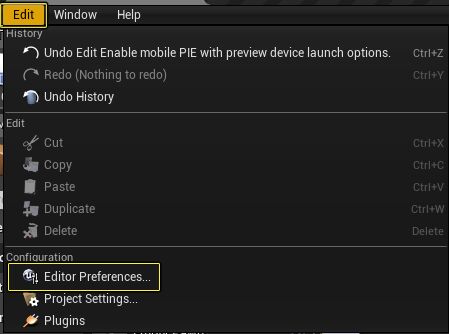 Edit Window Help
History
Undo Edit Enable mobile PIE with preview device launch options. Ctrl+Z
Redo (Nothing to redo) Ctrl+Y
Undo History
Edit
Cut Ctrl+X
Copy Ctrl+C
Paste Ctrl+V
Duplicate Ctrl+W
Delete Delete
Configuration
Editor Preferences...
Project Settings...
Plugins